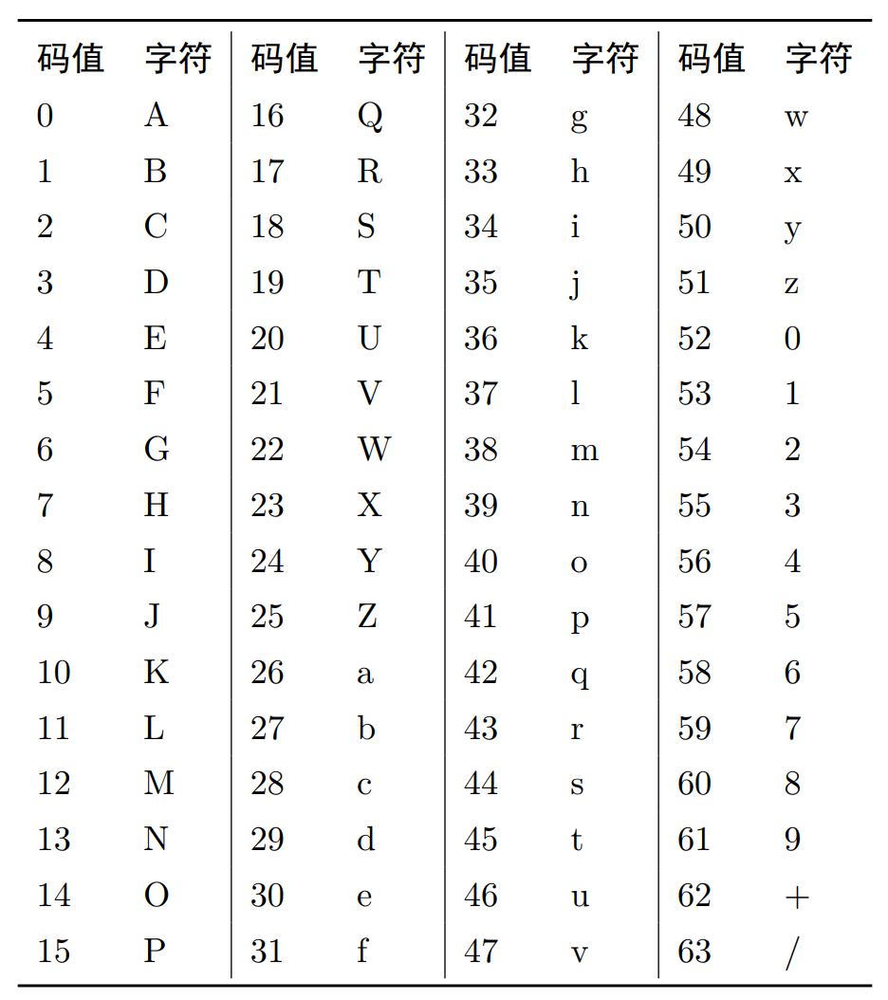 码值 字符 码值 字符 码值 字符 码值 字符
0 A 16 Q 32 g 48 w
1 B 17 R 33 h 49 x
2 C 18 S 34 i 50 y
3 D 19 T 35 j 51 z
4 E 20 U 36 k 52 0
5 F 21 V 37 l 53 1
6 G 22 W 38 m 54 2
7 H 23 X 39 n 55 3
8 I 24 Y 40 o 56 4
9 J 25 Z 41 p 57 5
10 K 26 a 42 q 58 6
11 L 27 b 43 r 59 7
12 M 28 c 44 s 60 8
13 N 29 d 45 t 61 9
14 O 30 e 46 u 62 +
15 P 31 f 47 v 63 /